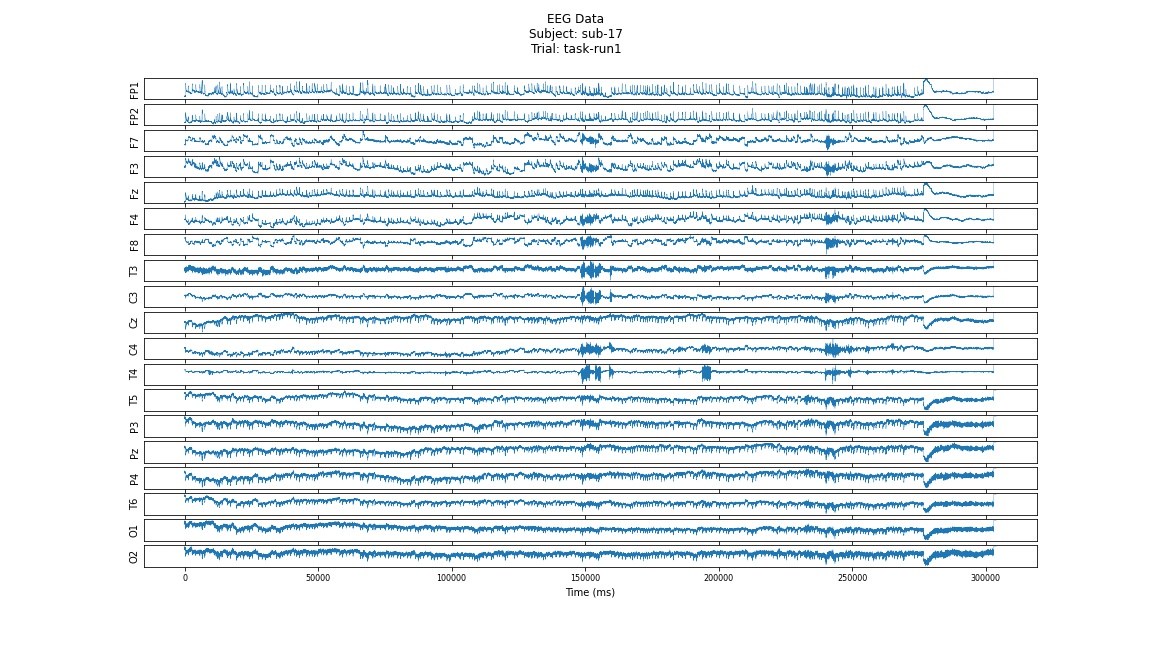 EEG Data
Subject: sub-17
Trial: task-run1
FP1
FP2
F7
F3
Fz
F4
F8
T3
C3
Cz
C4
T4
T5
P3
Pz
P4
T6
O1
O2
0 50000 100000 150000 200000 250000 300000
Time (ms)